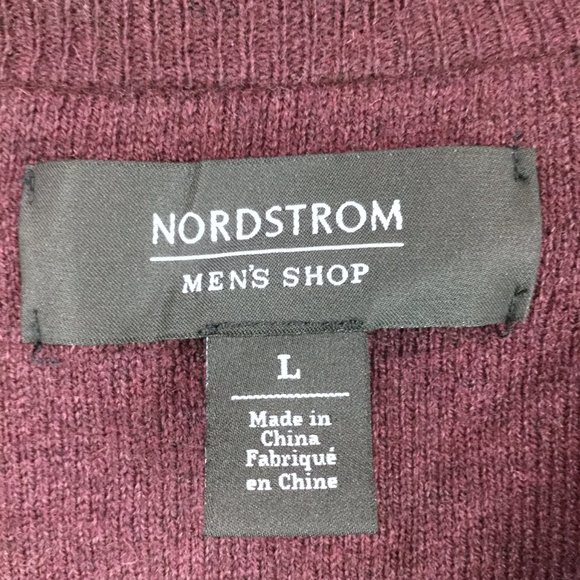 NORDSTROM
MEN'S SHOP
L
Made in
China
Fabriqué
en Chine